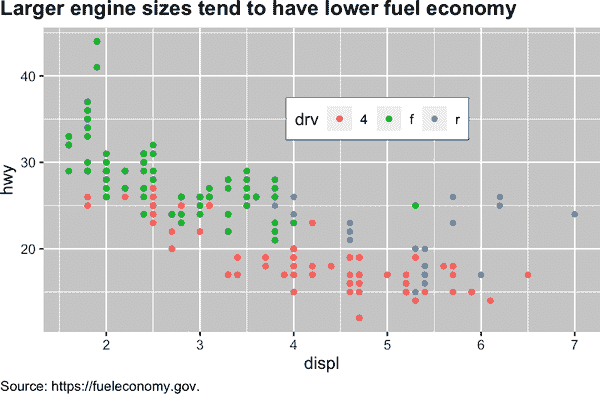 Larger engine sizes tend to have lower fuel economy
40
30
20
hwy
drv 4 f r
2 3 4 5 6 7
displ
Source: https://fueleconomy.gov.